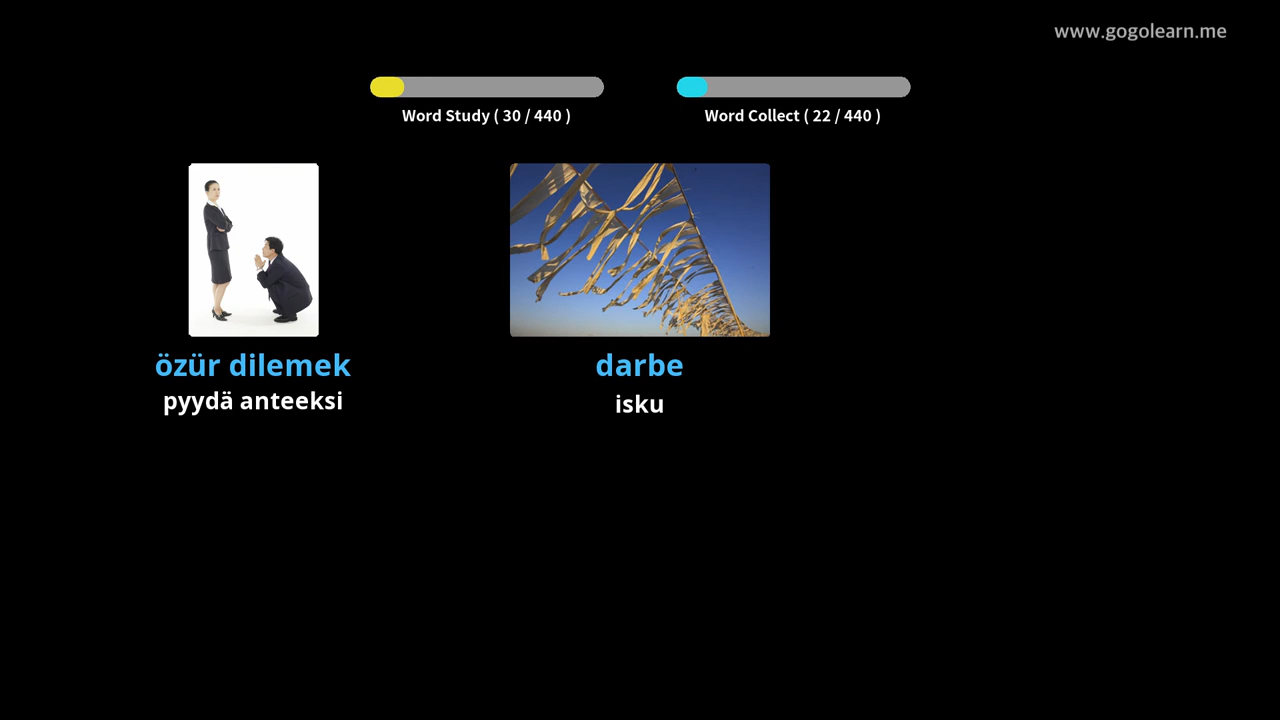 www.gogolearn.me
Word Study ( 30 / 440 )
Word Collect ( 22 / 440 )
özür dilemek
pyydä anteeksi
darbe
isku